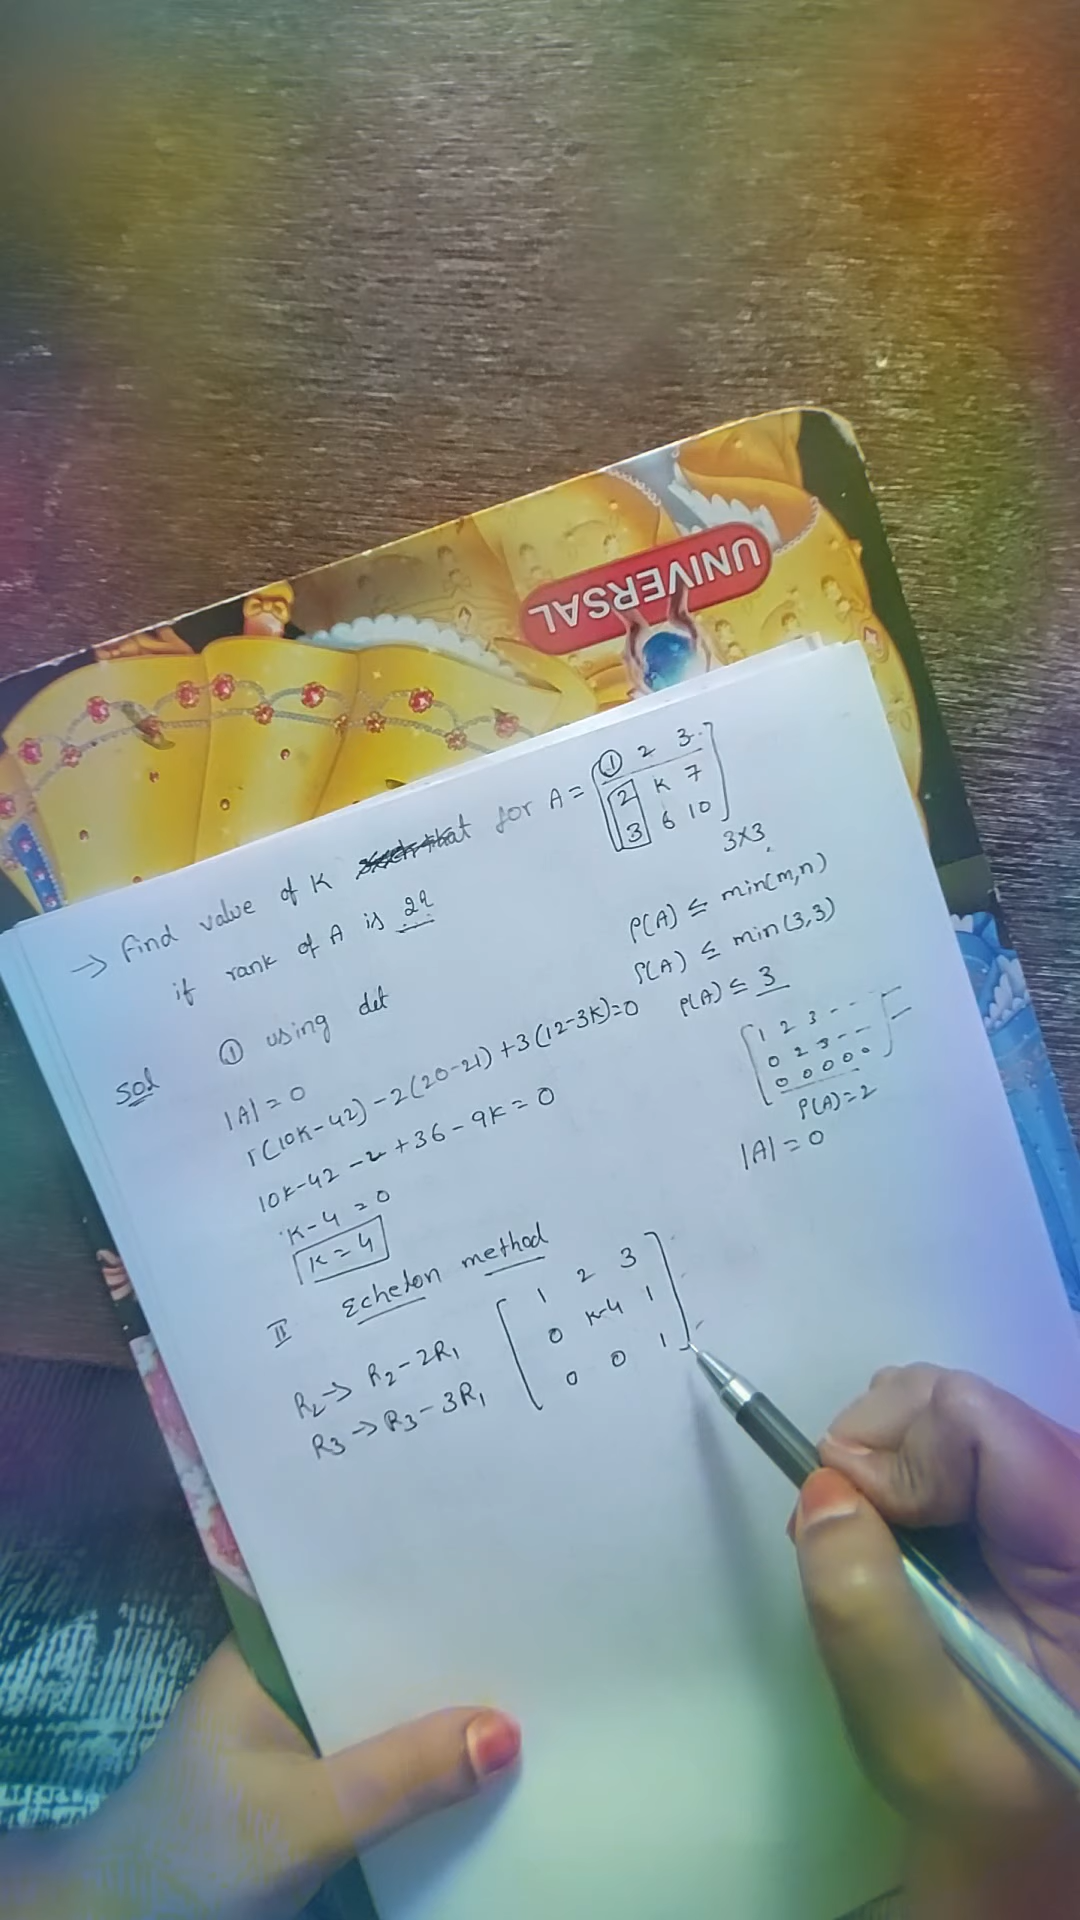 UNIVERSAL
→ Find value of K for A = [1 2 3
2 K 7
3 6 10]
3×3
if rank of A is 2?
Sol ① using det
ρ(A) ≤ min(m,n)
ρ(A) ≤ min(3,3)
ρ(A) ≤ 3
|A| = 0
1(10K-42) -2(20-21) +3(12-3K)=0
10K-42 -2 +36 -9K = 0
K-4 = 0
K = 4
[1 2 3 - - -
0 2 3 - -
0 0 0 0 0]
ρ(A)=2
|A| = 0
II Echelon method
R₂→ R₂-2R₁
R₃→R₃-3R₁
[1 2 3
0 K-4 1
0 0 1]